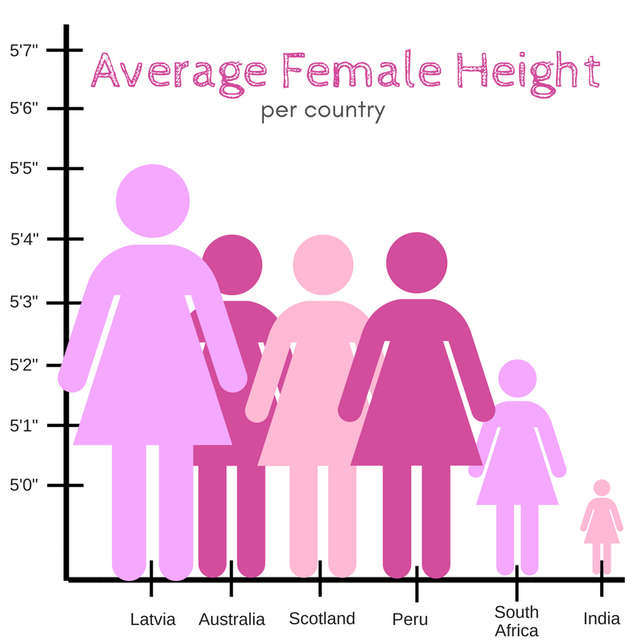 Average Female Height
per country
5'7"
5'6"
5'5"
5'4"
5'3"
5'2"
5'1"
5'0"
Latvia
Australia
Scotland
Peru
South
Africa
India